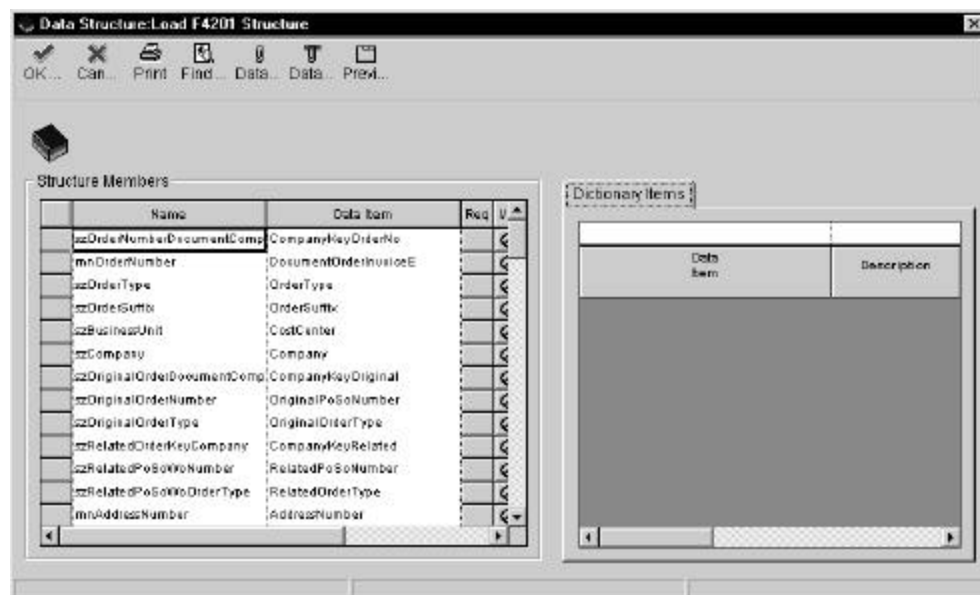 Data Structure:Load F4201 Structure
OK... Can... Print Find... Data... Data... Previ...
Structure Members
Dictionary Items
Name Data Item Req
szOrderNumberDocumentComp CompanyKeyOrderNo
mnOrderNumber DocumentOrderInvoiceE
szOrderType OrderType
szOrderSuffix OrderSuffix
szBusinessUnit CostCenter
szCompany Company
szOriginalOrderDocumentComp CompanyKeyOriginal
szOriginalOrderNumber OriginalPoSoNumber
szOriginalOrderType OriginalOrderType
szRelatedOrderKeyCompany CompanyKeyRelated
szRelatedPoSoWoNumber RelatedPoSoNumber
szRelatedPoSoWoOrderType RelatedOrderType
mnAddressNumber AddressNumber
Data
Item
Description